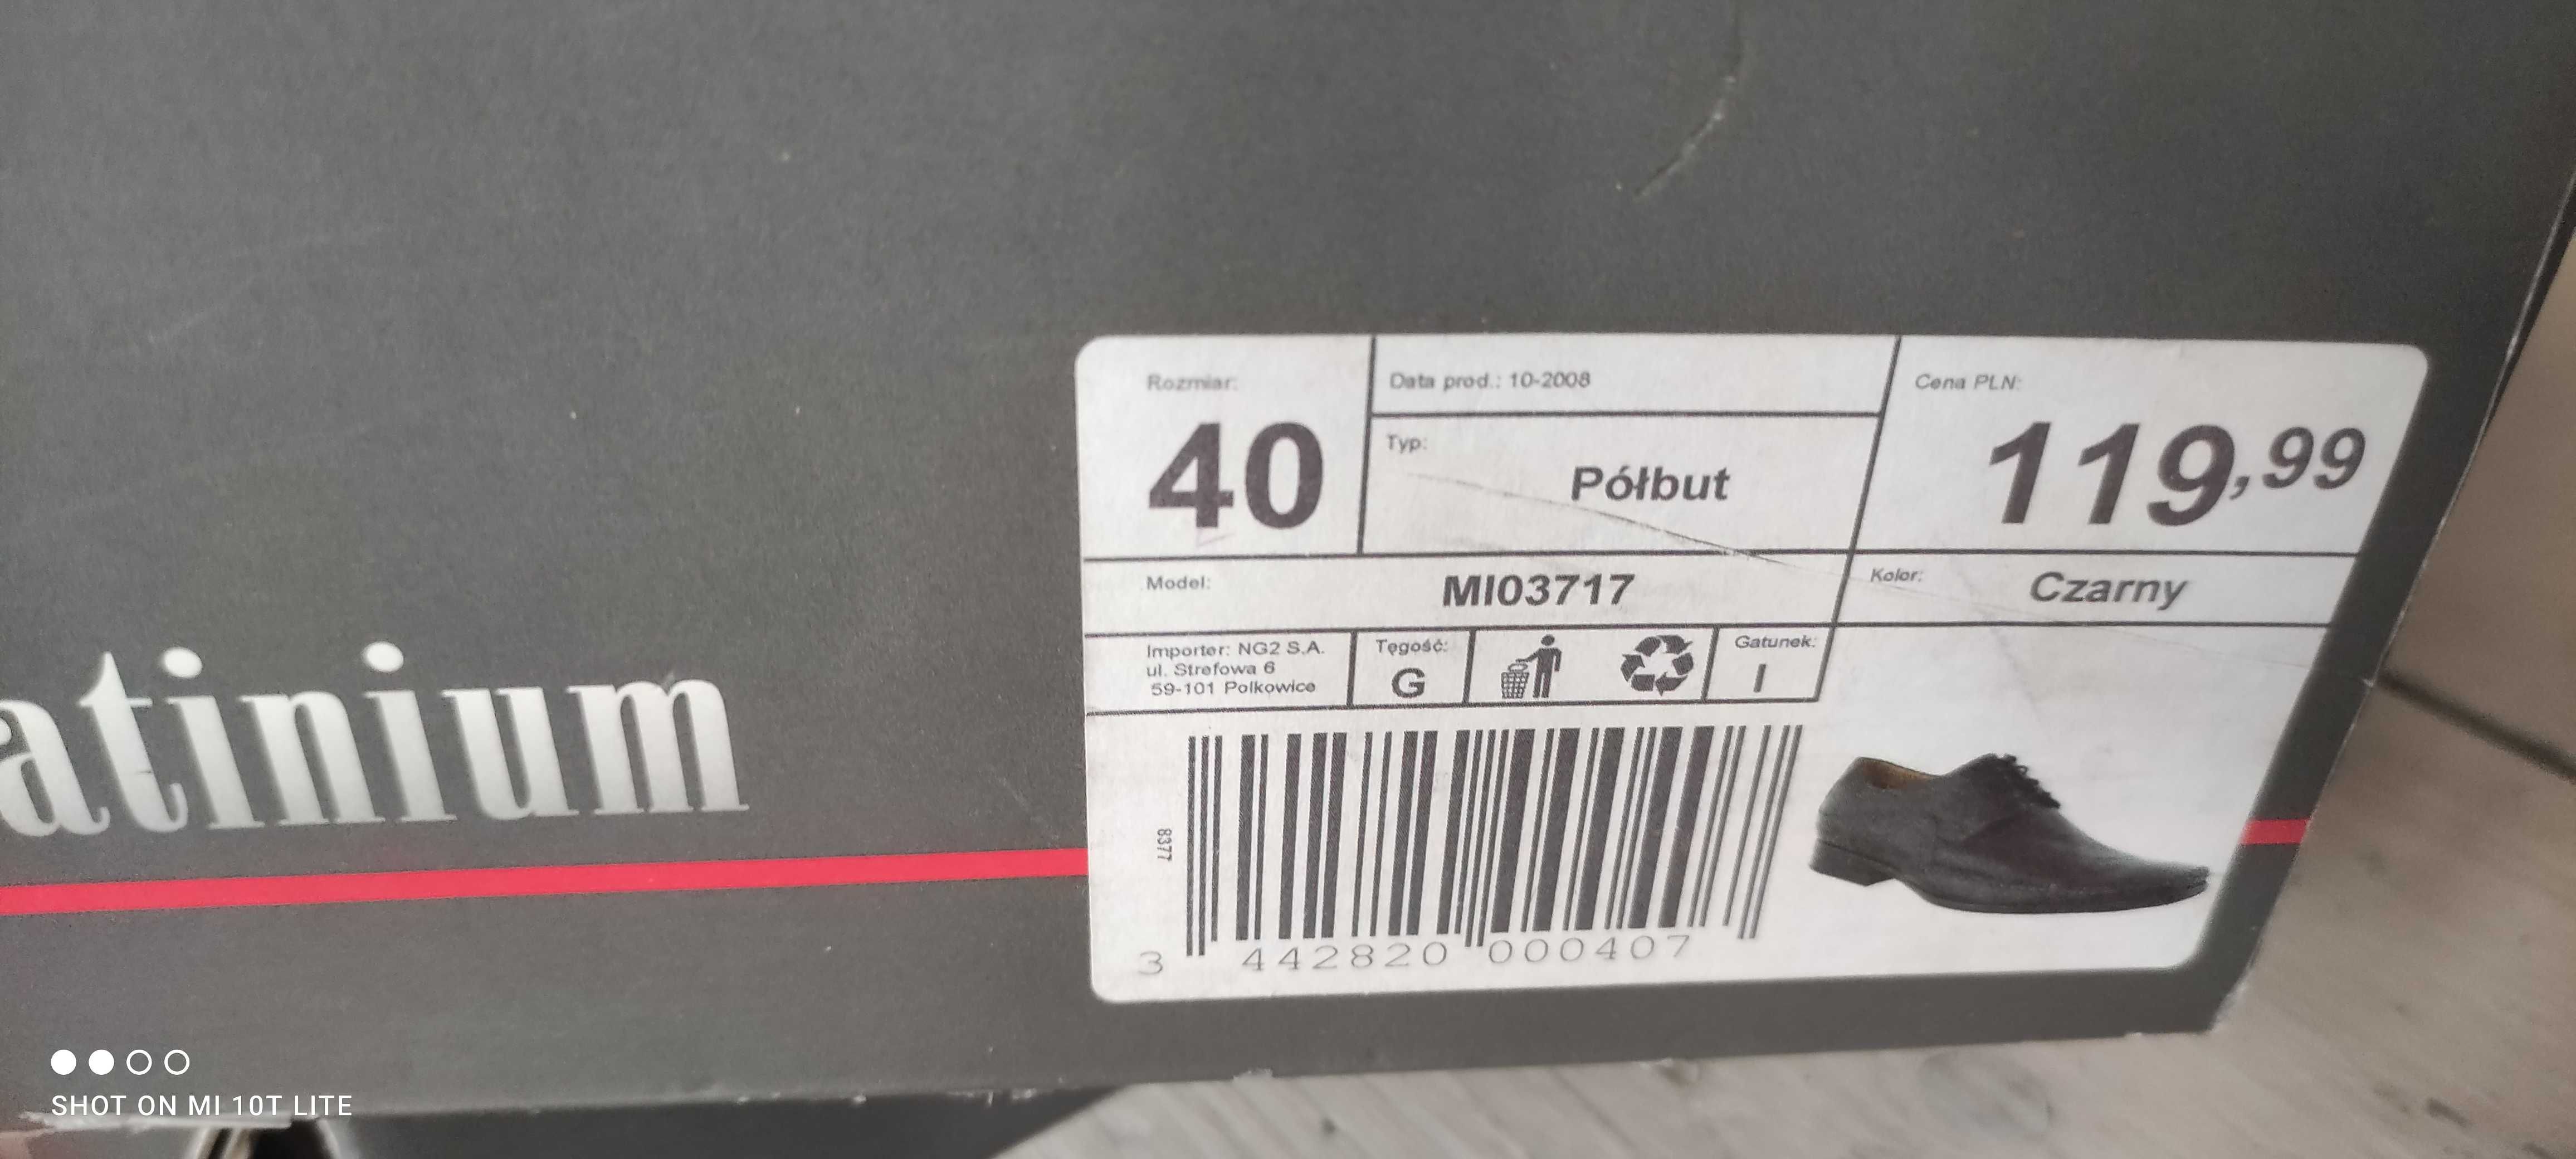 Rozmiar:
40
Data prod.: 10-2008
Typ:
Półbut
Cena PLN:
119,99
Model:
MI03717
Kolor:
Czarny
Importer: NG2 S.A.
ul. Strefowa 6
59-101 Polkowice
Tęgość:
G
Gatunek:
I
8377
3 442820 000407
atinium
SHOT ON MI 10T LITE